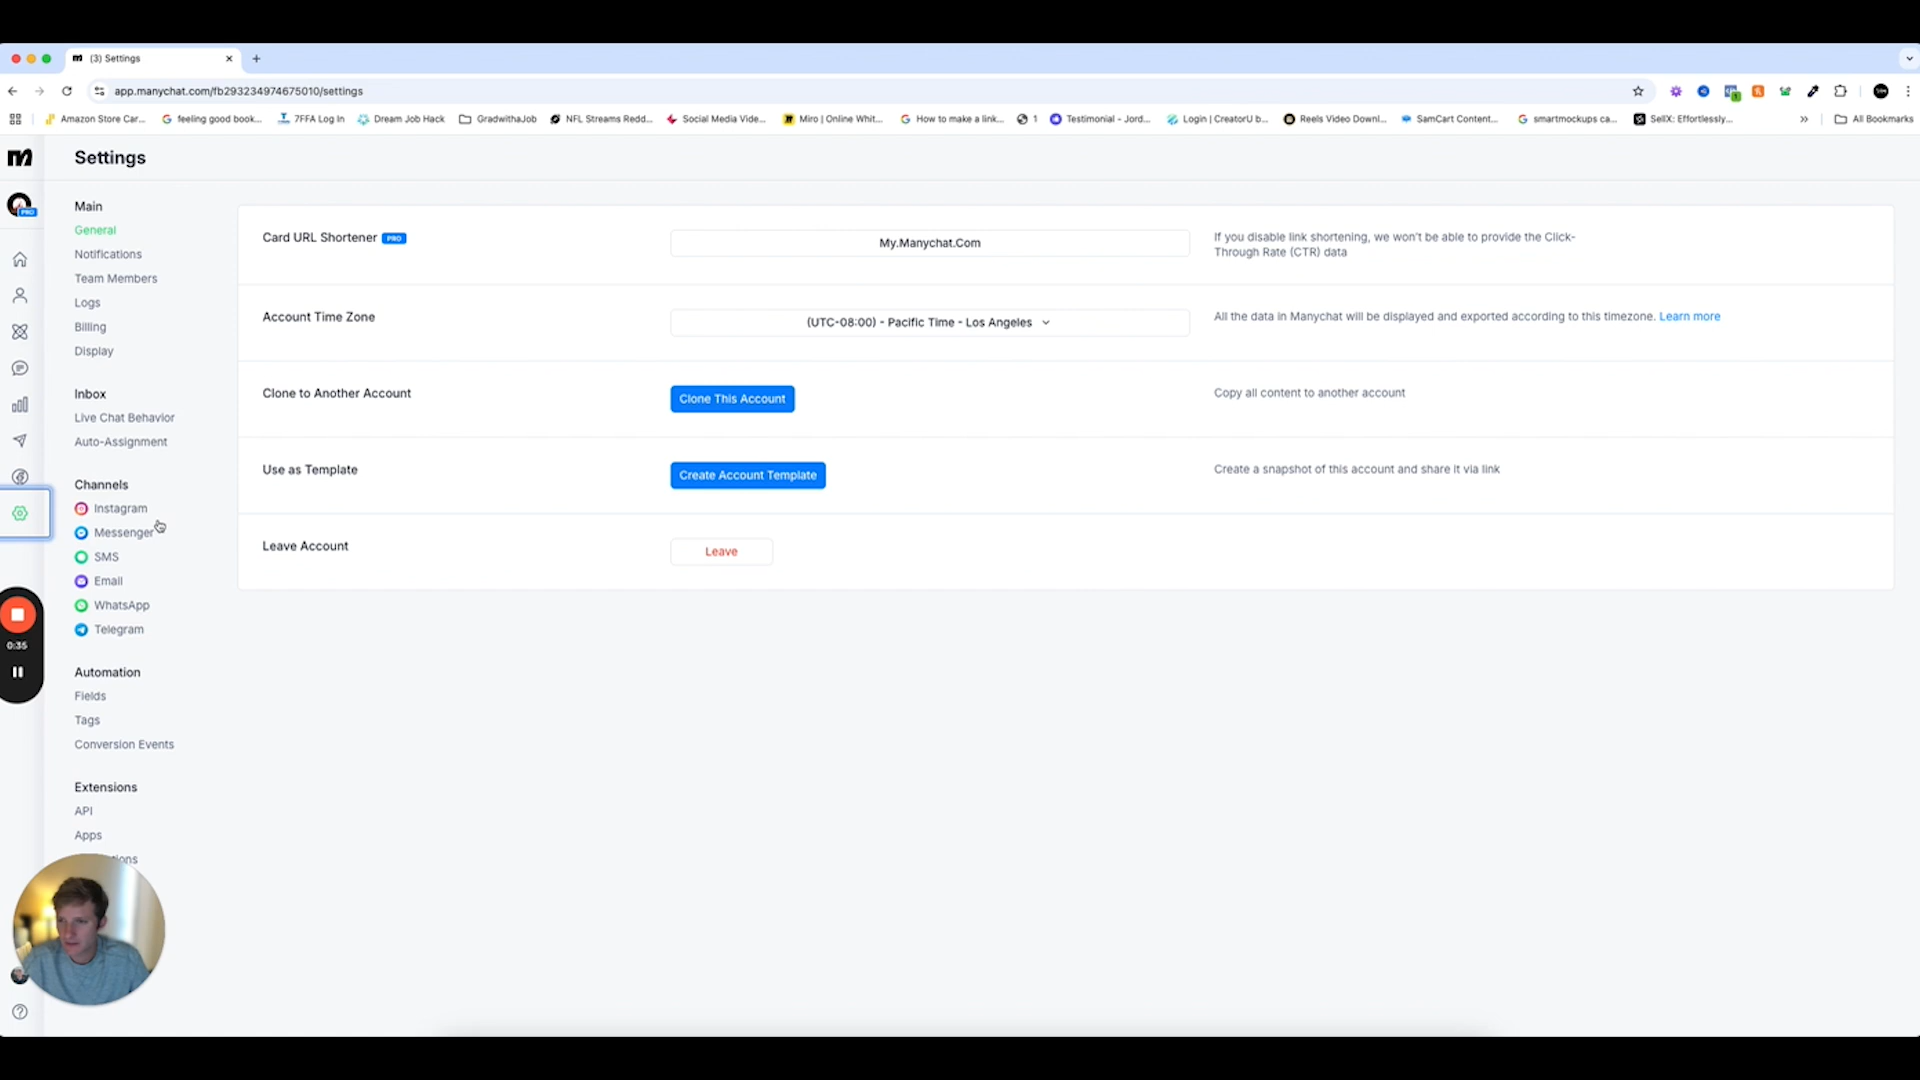 (3) Settings
app.manychat.com/fb293234974675010/settings
Amazon Store Car...
feeling good book...
7FFA Log In
Dream Job Hack
GradwithaJob
NFL Streams Redd...
Social Media Vide...
Miro | Online Whit...
How to make a link...
1
Testimonial - Jord...
Login | CreatorU b...
Reels Video Downl...
SamCart Content...
smartmockups ca...
SellX: Effortlessly...
All Bookmarks
Settings
PRO
Main
General
Notifications
Team Members
Logs
Billing
Display
Inbox
Live Chat Behavior
Auto-Assignment
Channels
Instagram
Messenger
SMS
Email
WhatsApp
Telegram
Automation
Fields
Tags
Conversion Events
Extensions
API
Apps
0:35
Card URL Shortener PRO
My.Manychat.Com
If you disable link shortening, we won't be able to provide the Click-
Through Rate (CTR) data
Account Time Zone
(UTC-08:00) - Pacific Time - Los Angeles
All the data in Manychat will be displayed and exported according to this timezone. Learn more
Clone to Another Account
Clone This Account
Copy all content to another account
Use as Template
Create Account Template
Create a snapshot of this account and share it via link
Leave Account
Leave